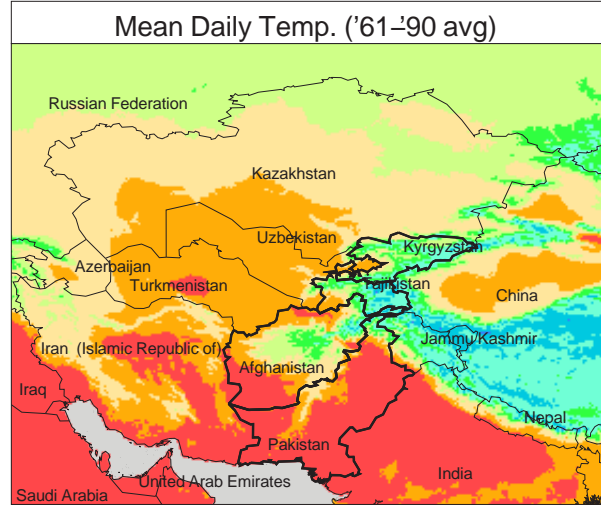 Mean Daily Temp. (’61–’90 avg)
Russian Federation
Kazakhstan
Uzbekistan
Kyrgyzstan
Azerbaijan
Turkmenistan
Tajikistan
China
Iran (Islamic Republic of)
Jammu/Kashmir
Afghanistan
Iraq
Nepal
Pakistan
India
United Arab Emirates
Saudi Arabia